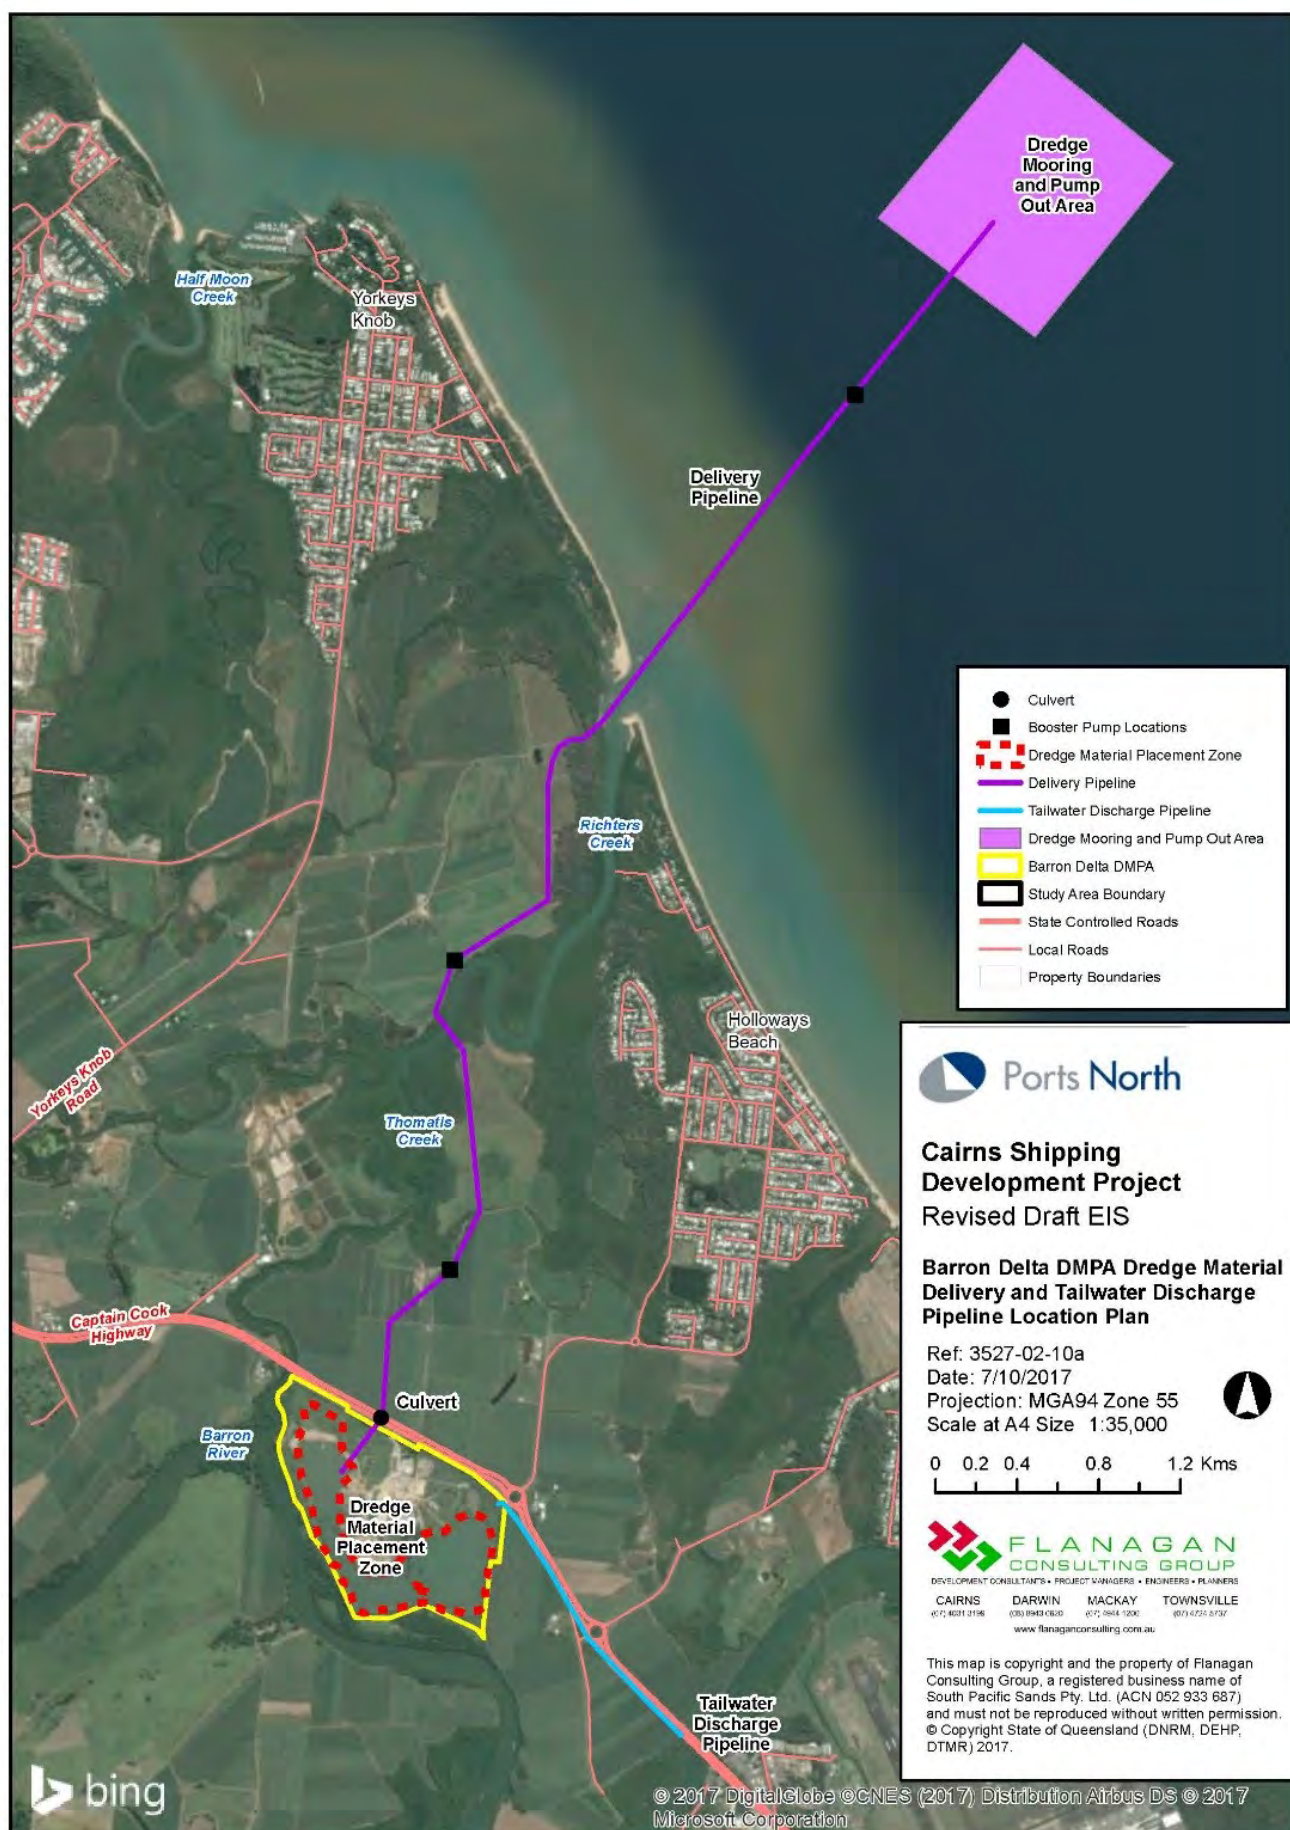 Dredge
Mooring
and Pump
Out Area
Half Moon
Creek
Yorkeys
Knob
Delivery
Pipeline
Culvert
Booster Pump Locations
Dredge Material Placement Zone
Delivery Pipeline
Tailwater Discharge Pipeline
Dredge Mooring and Pump Out Area
Barron Delta DMPA
Study Area Boundary
State Controlled Roads
Local Roads
Property Boundaries
Richters
Creek
Holloways
Beach
Yorkeys Knob
Road
Thomatis
Creek
Captain Cook
Highway
Culvert
Barron
River
Dredge
Material
Placement
Zone
Tailwater
Discharge
Pipeline
Ports North
Cairns Shipping
Development Project
Revised Draft EIS
Barron Delta DMPA Dredge Material
Delivery and Tailwater Discharge
Pipeline Location Plan
Ref: 3527-02-10a
Date: 7/10/2017
Projection: MGA94 Zone 55
Scale at A4 Size 1:35,000
0 0.2 0.4 0.8 1.2 Kms
FLANAGAN
CONSULTING GROUP
DEVELOPMENT CONSULTANTS • PROJECT MANAGERS • ENGINEERS • PLANNERS
CAIRNS DARWIN MACKAY TOWNSVILLE
www.flanaganconsulting.com.au
This map is copyright and the property of Flanagan
Consulting Group, a registered business name of
South Pacific Sands Pty. Ltd. (ACN 052 933 687)
and must not be reproduced without written permission.
© Copyright State of Queensland (DNRM, DEHP,
DTMR) 2017.
bing
© 2017 DigitalGlobe ©CNES (2017) Distribution Airbus DS © 2017
Microsoft Corporation